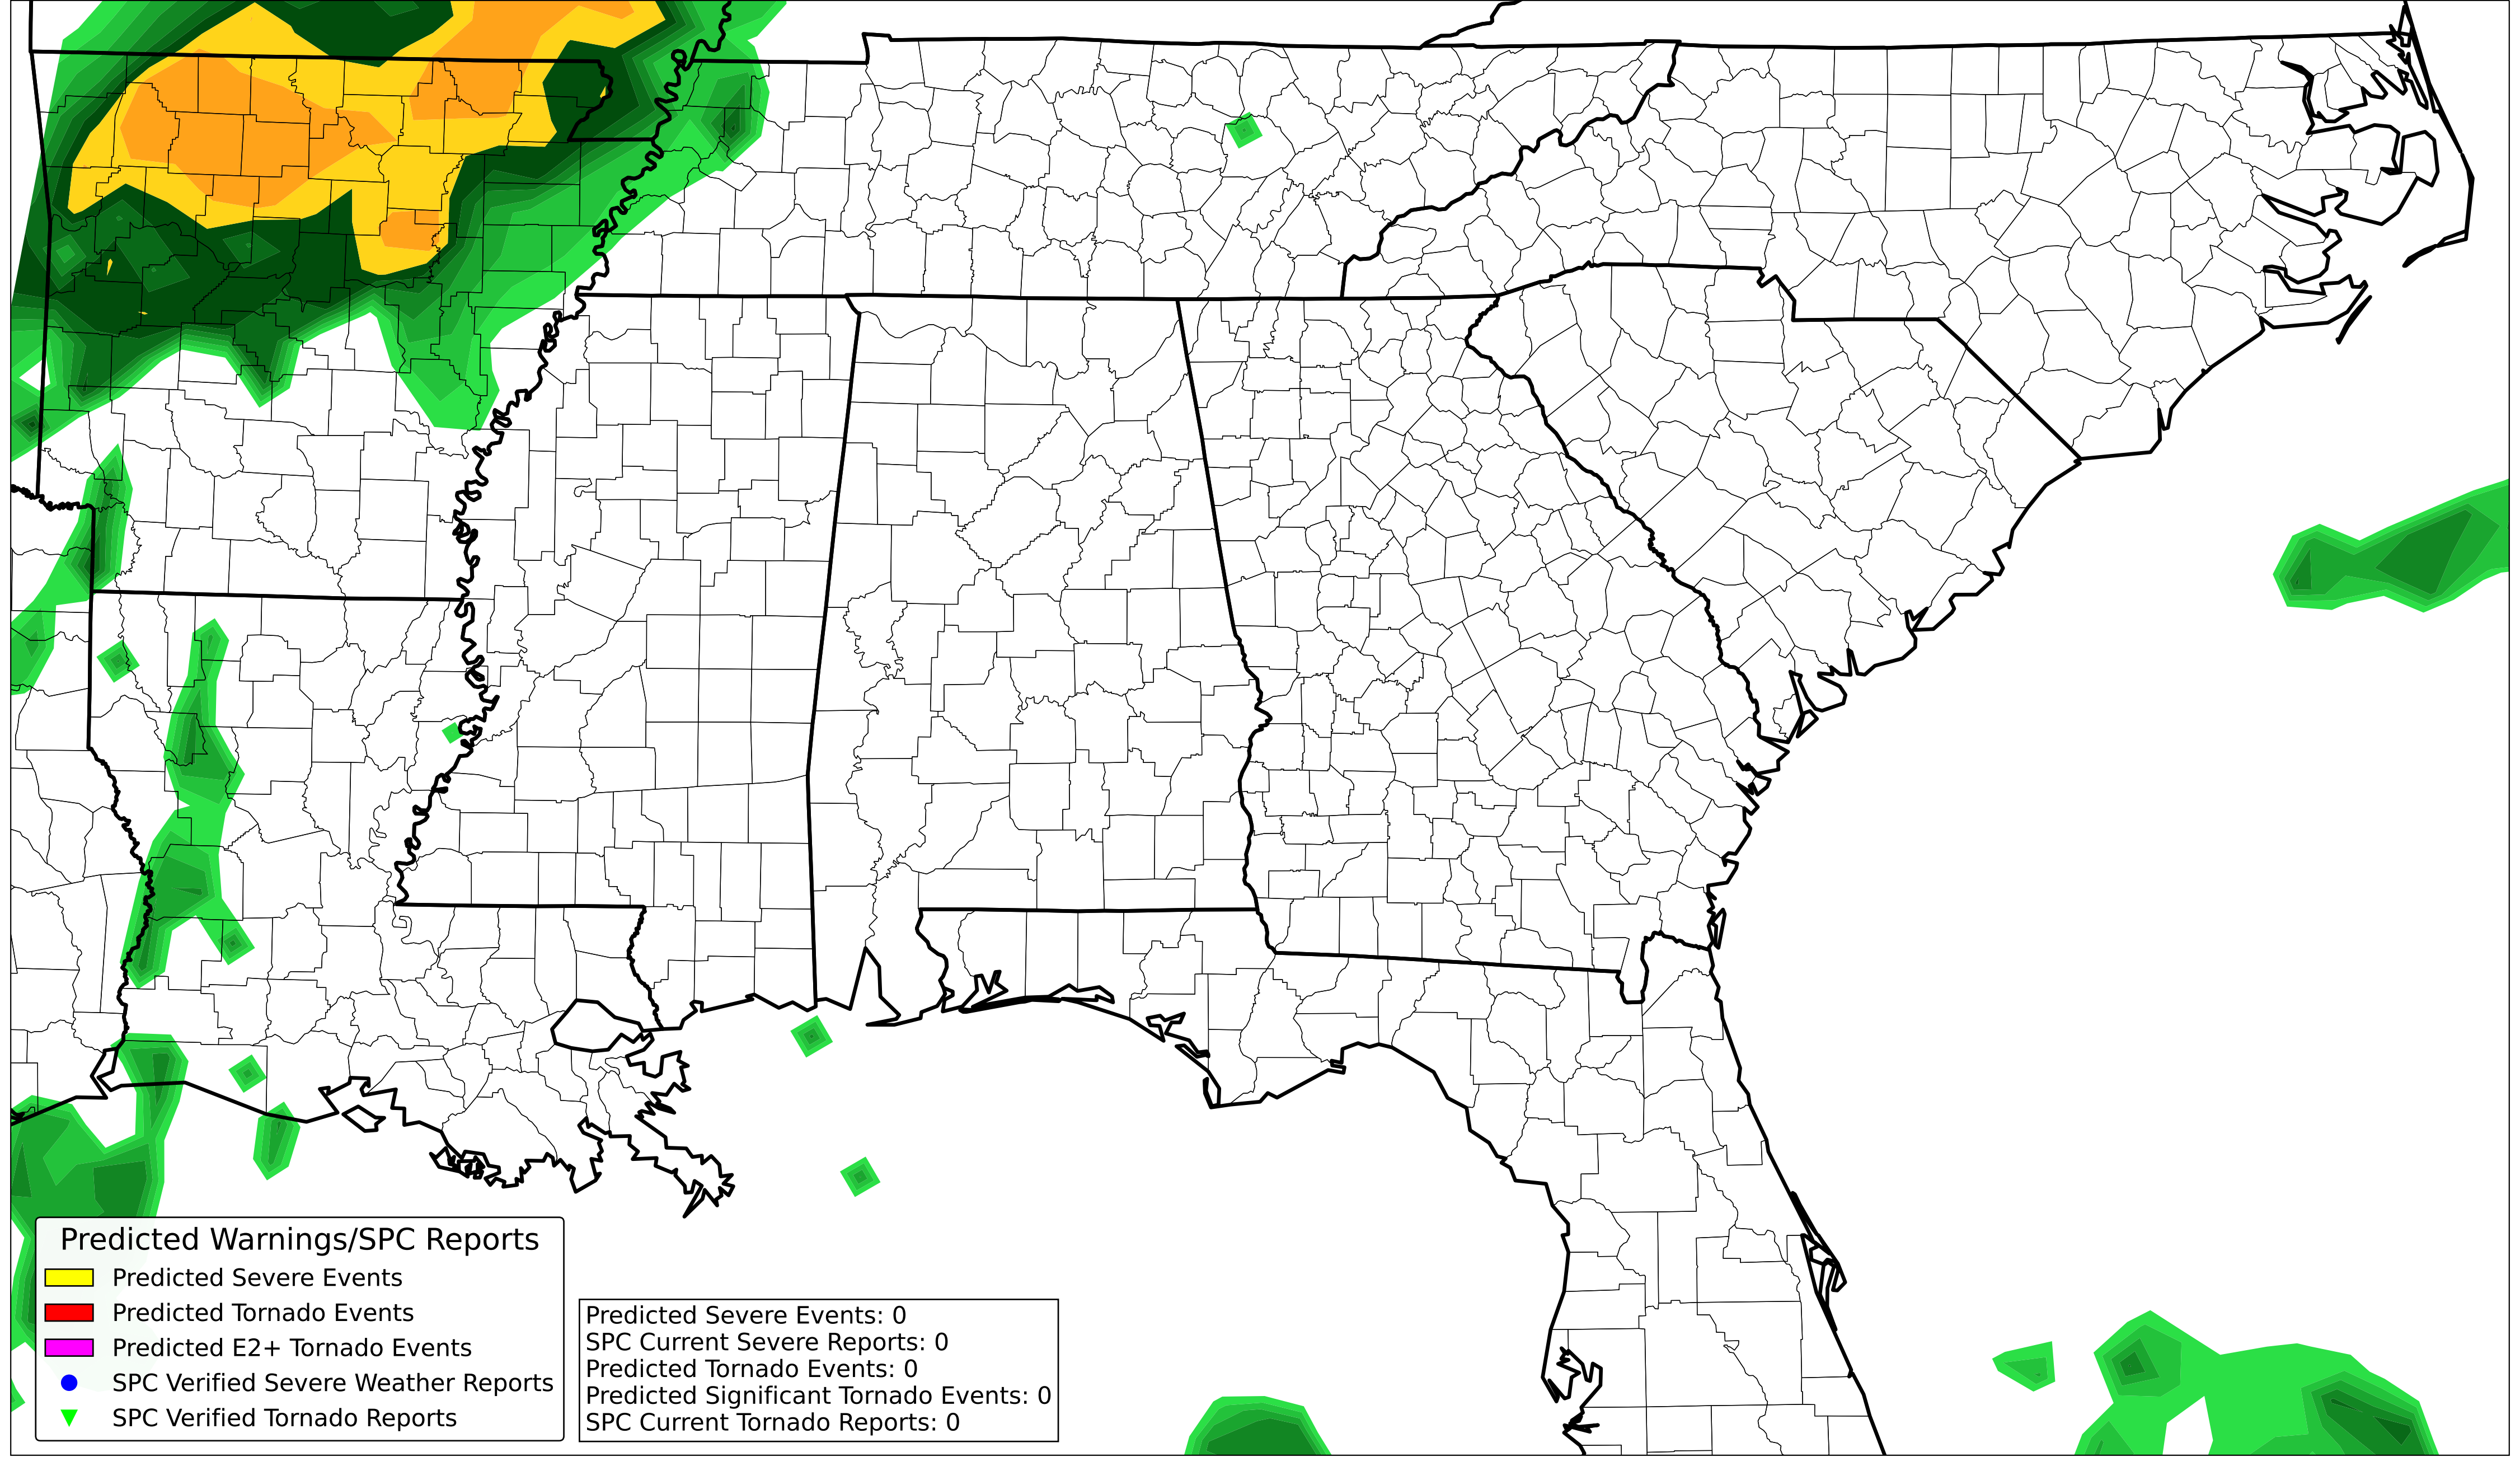 Predicted Warnings/SPC Reports
Predicted Severe Events
Predicted Tornado Events
Predicted E2+ Tornado Events
SPC Verified Severe Weather Reports
SPC Verified Tornado Reports
Predicted Severe Events: 0
SPC Current Severe Reports: 0
Predicted Tornado Events: 0
Predicted Significant Tornado Events: 0
SPC Current Tornado Reports: 0